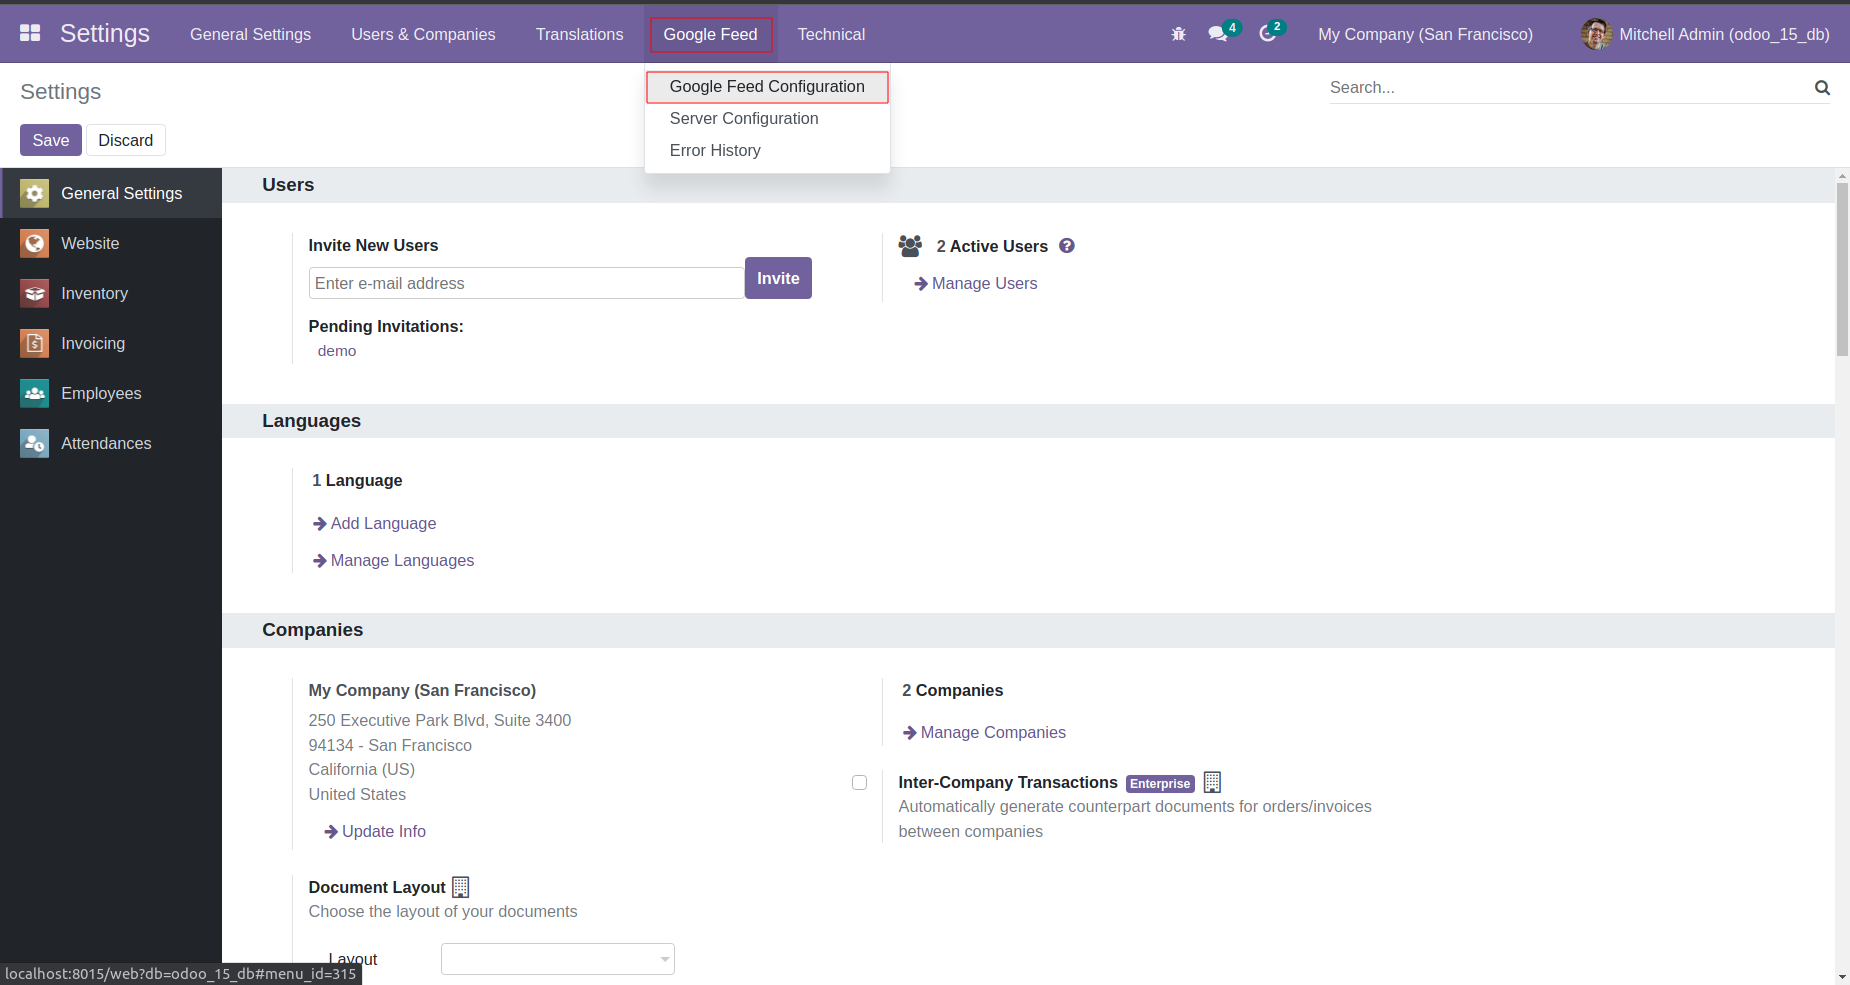 Settings General Settings Users & Companies Translations Google Feed Technical 4 2 My Company (San Francisco) Mitchell Admin (odoo_15_db)
Settings
Search...
Google Feed Configuration
Server Configuration
Error History
Save Discard
General Settings
Website
Inventory
Invoicing
Employees
Attendances
Users
Invite New Users
Enter e-mail address Invite
Pending Invitations:
demo
2 Active Users
Manage Users
Languages
1 Language
Add Language
Manage Languages
Companies
My Company (San Francisco)
250 Executive Park Blvd, Suite 3400
94134 - San Francisco
California (US)
United States
Update Info
2 Companies
Manage Companies
Inter-Company Transactions Enterprise
Automatically generate counterpart documents for orders/invoices
between companies
Document Layout
Choose the layout of your documents
Layout
localhost:8015/web?db=odoo_15_db#menu_id=315